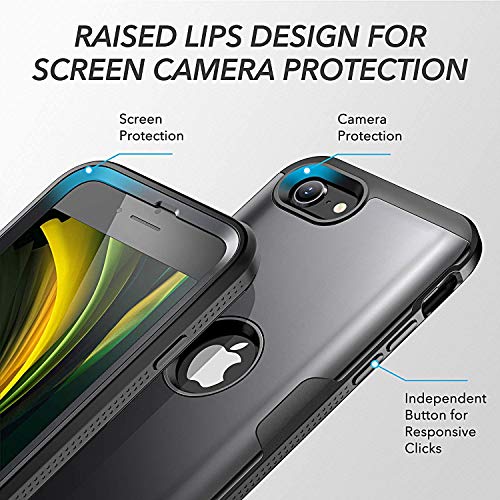 RAISED LIPS DESIGN FOR
SCREEN CAMERA PROTECTION
Screen
Protection
Camera
Protection
Independent
Button for
Responsive
Clicks